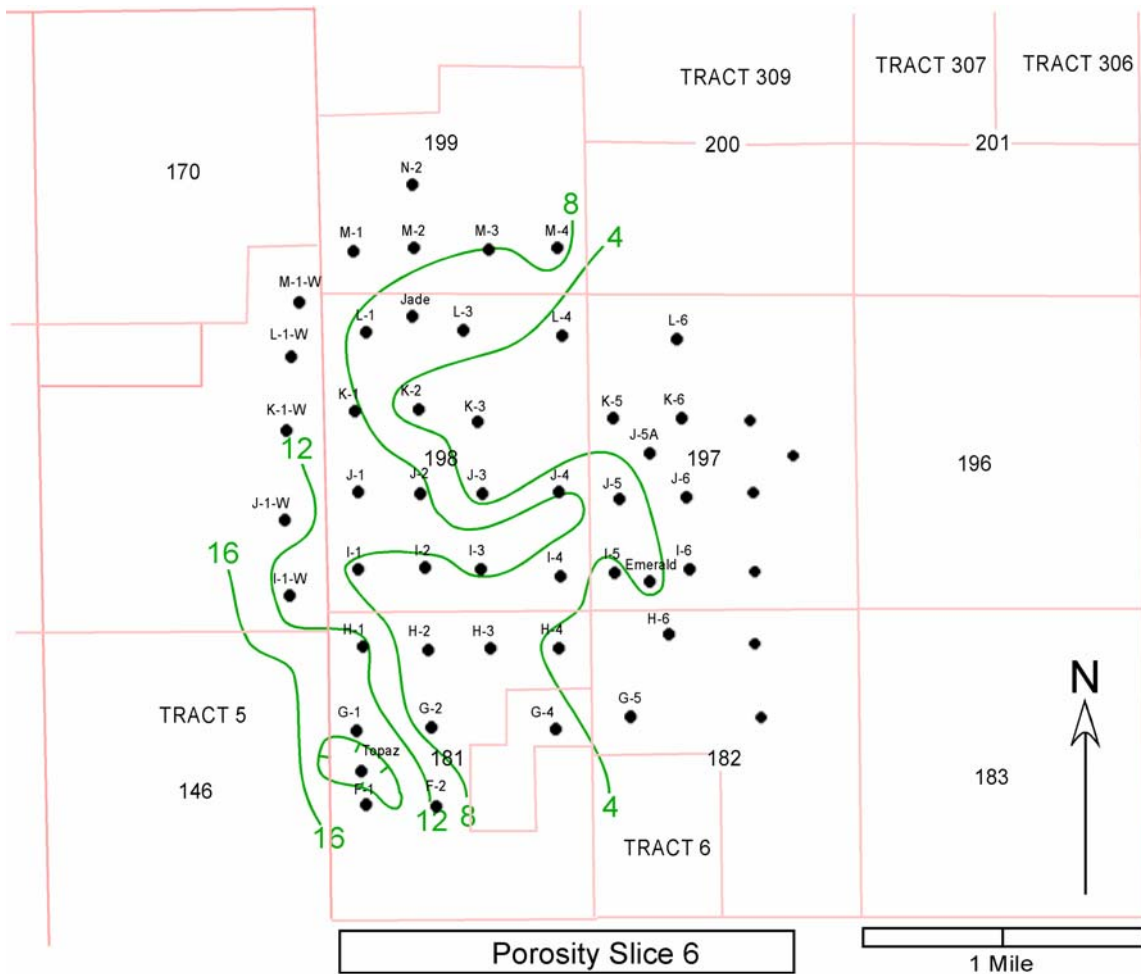 TRACT 309
TRACT 307
TRACT 306
199
200
201
170
N-2
8
4
M-1
M-2
M-3
M-4
M-1-W
Jade
L-1
L-3
L-4
L-6
L-1-W
K-1
K-2
K-3
K-5
K-6
K-1-W
J-5A
12
198
197
196
J-1
J-2
J-3
J-4
J-5
J-6
J-1-W
16
I-1
I-2
I-3
I-4
I-5
Emerald
I-6
I-1-W
H-1
H-2
H-3
H-4
H-6
TRACT 5
G-1
G-2
G-4
G-5
N
Topaz
181
182
183
146
F-1
F-2
16
12
8
4
TRACT 6
Porosity Slice 6
1 Mile